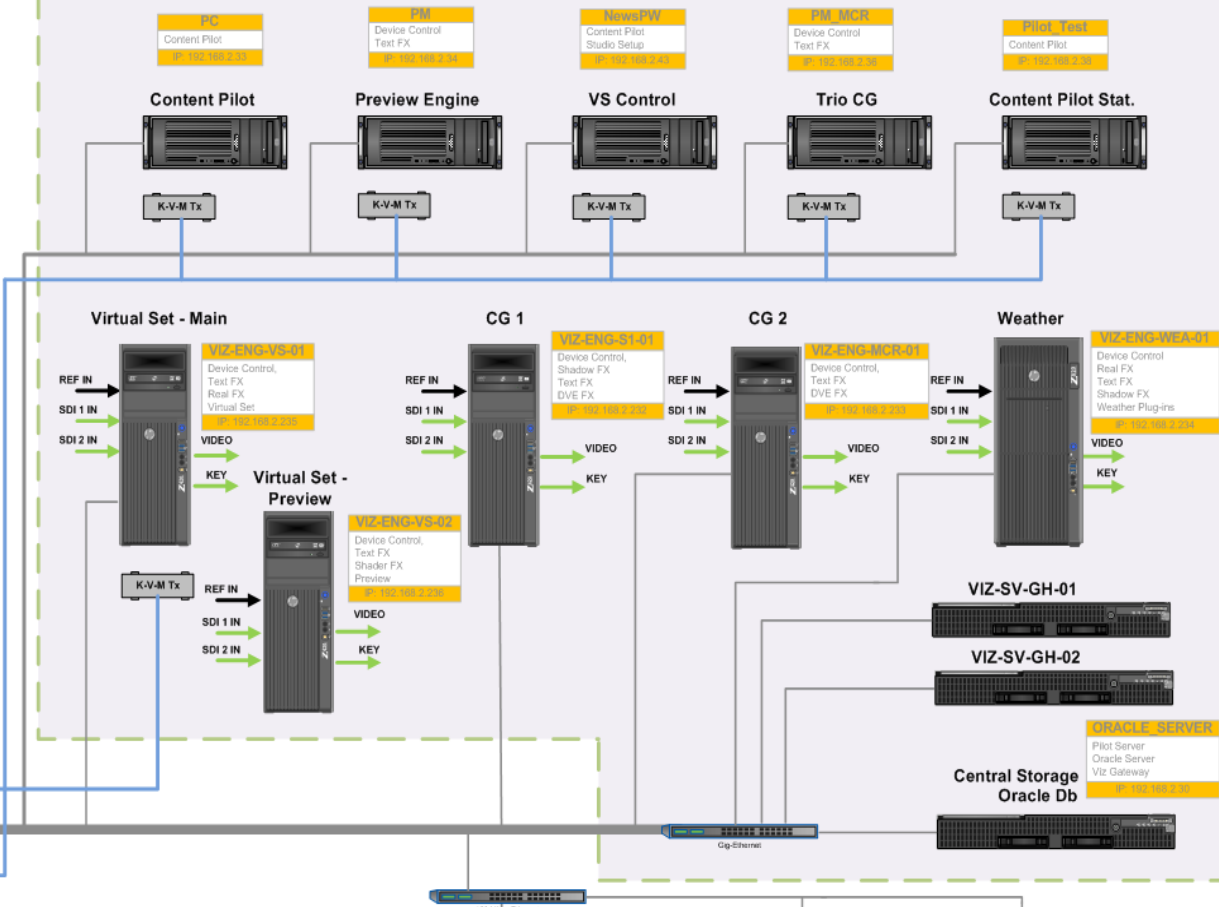 PC
Content Pilot
IP: 192.168.2.33
PM
Device Control
Text FX
IP: 192.168.2.34
NewsPW
Content Pilot
Studio Setup
IP: 192.168.2.43
PM_MCR
Device Control
Text FX
IP: 192.168.2.36
Pilot_Test
Content Pilot
IP: 192.168.2.38
Content Pilot
Preview Engine
VS Control
Trio CG
Content Pilot Stat.
K-V-M Tx
K-V-M Tx
K-V-M Tx
K-V-M Tx
K-V-M Tx
Virtual Set - Main
REF IN
SDI 1 IN
SDI 2 IN
VIZ-ENG-VS-01
Device Control,
Text FX
Real FX
Virtual Set
IP: 192.168.2.235
VIDEO
KEY
CG 1
REF IN
SDI 1 IN
SDI 2 IN
VIZ-ENG-S1-01
Device Control,
Shadow FX
Text FX
DVE FX
IP: 192.168.2.232
VIDEO
KEY
CG 2
REF IN
SDI 1 IN
SDI 2 IN
VIZ-ENG-MCR-01
Device Control,
Text FX
DVE FX
IP: 192.168.2.233
VIDEO
KEY
Weather
REF IN
SDI 1 IN
SDI 2 IN
VIZ-ENG-WEA-01
Device Control
Real FX
Text FX
Shadow FX
Weather Plug-ins
IP: 192.168.2.234
VIDEO
KEY
Virtual Set -
Preview
K-V-M Tx
REF IN
SDI 1 IN
SDI 2 IN
VIZ-ENG-VS-02
Device Control,
Text FX
Shader FX
Preview
IP: 192.168.2.236
VIDEO
KEY
VIZ-SV-GH-01
VIZ-SV-GH-02
ORACLE_SERVER
Pilot Server
Oracle Server
Viz Gateway
IP: 192.168.2.30
Central Storage
Oracle Db
Gig-Ethernet